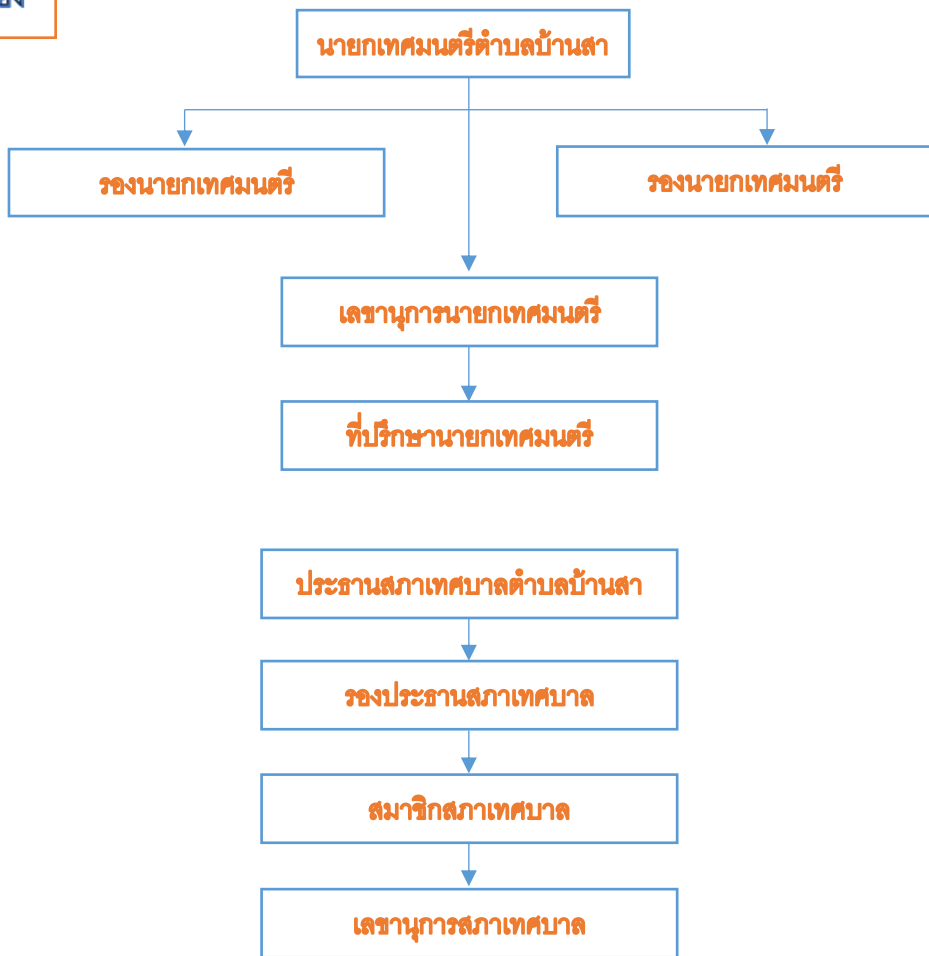 นายกเทศมนตรีตำบลบ้านสา
รองนายกเทศมนตรี
รองนายกเทศมนตรี
เลขานุการนายกเทศมนตรี
ที่ปรึกษานายกเทศมนตรี
ประธานสภาเทศบาลตำบลบ้านสา
รองประธานสภาเทศบาล
สมาชิกสภาเทศบาล
เลขานุการสภาเทศบาล